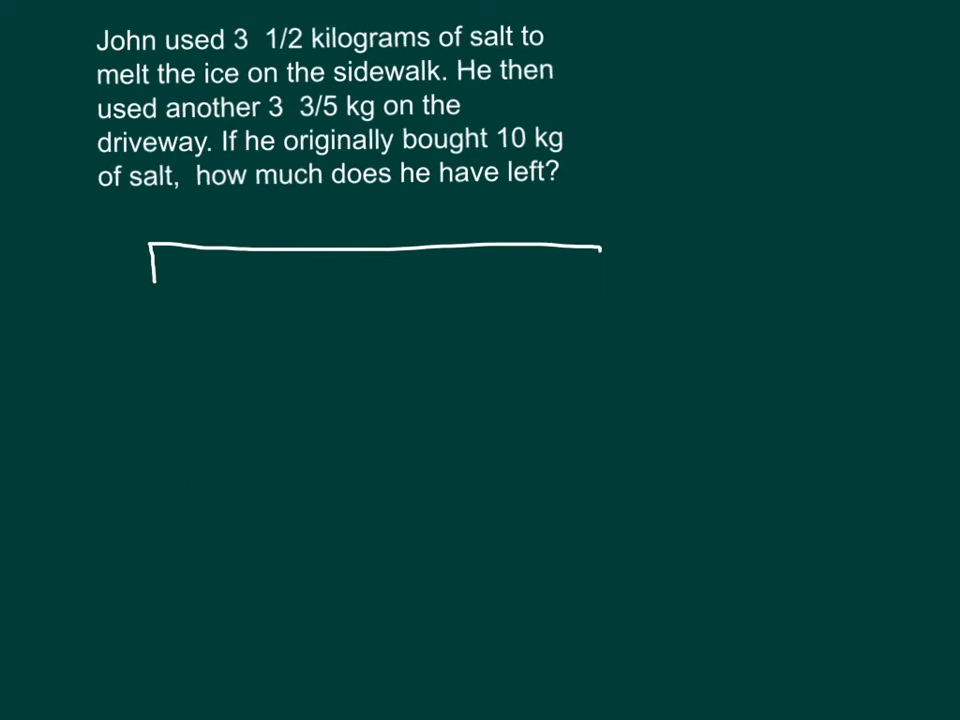 John used 3  1/2 kilograms of salt to
melt the ice on the sidewalk. He then
used another 3  3/5 kg on the
driveway. If he originally bought 10 kg
of salt,  how much does he have left?